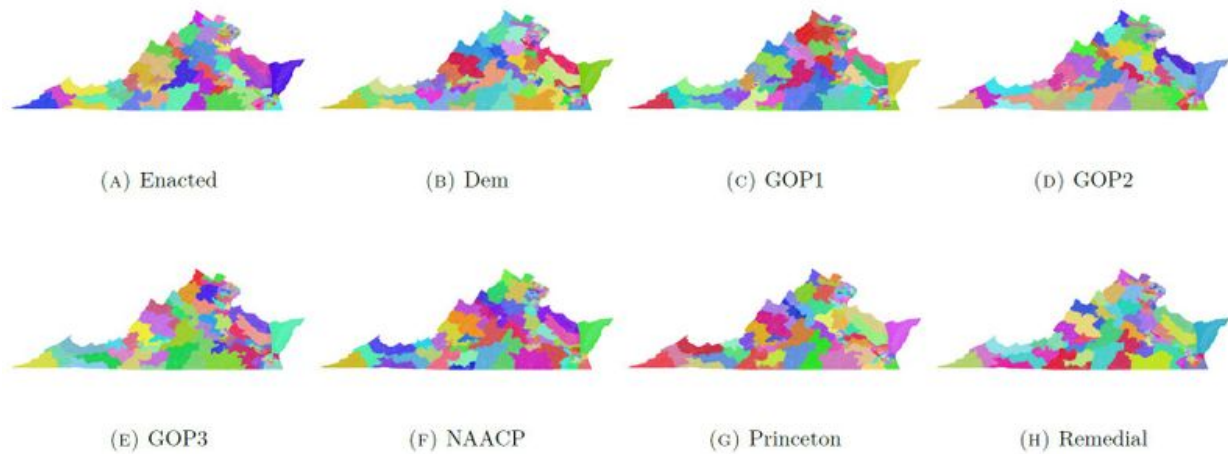 (A) Enacted
(B) Dem
(C) GOP1
(D) GOP2
(E) GOP3
(F) NAACP
(G) Princeton
(H) Remedial